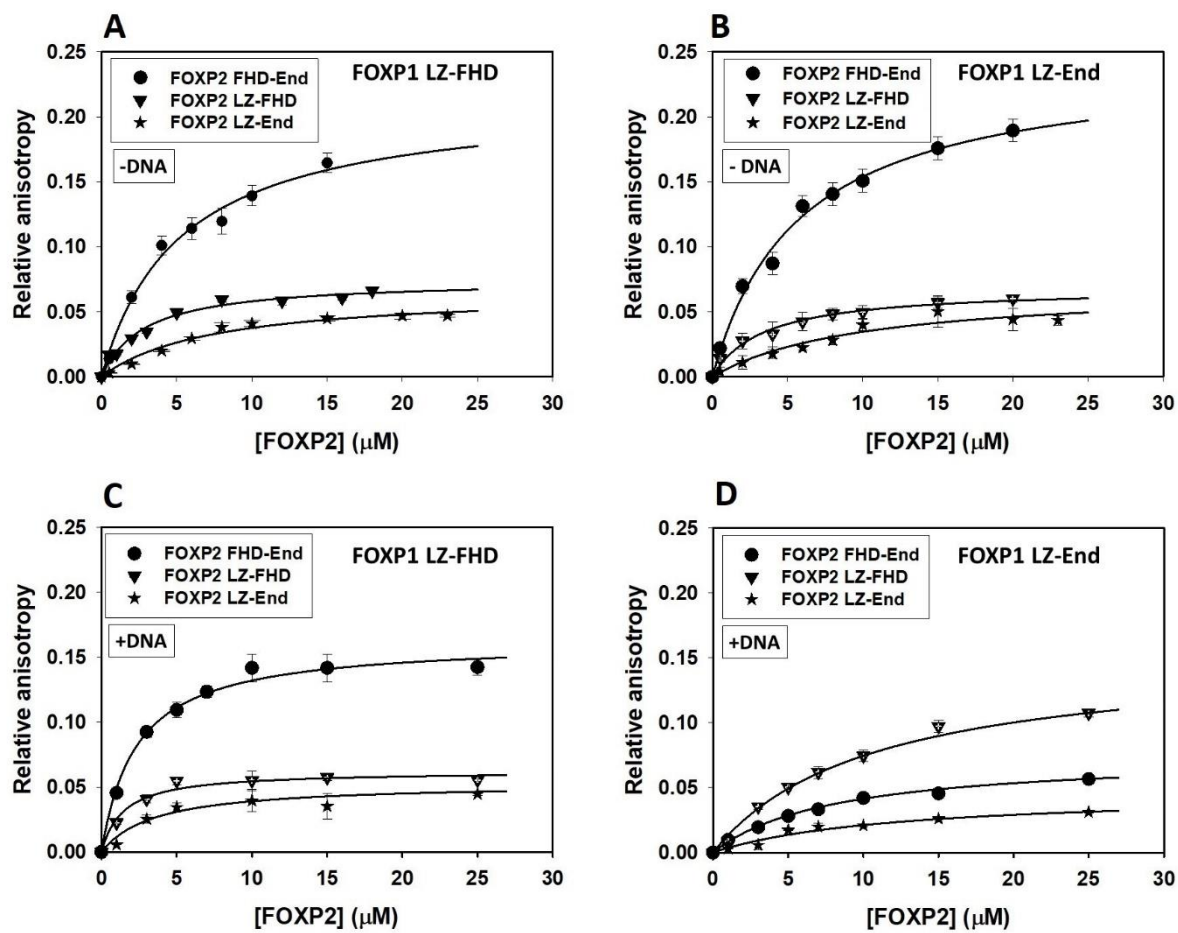 A
0.25
0.20
0.15
0.10
0.05
0.00
Relative anisotropy
FOXP2 FHD-End
FOXP2 LZ-FHD
FOXP2 LZ-End
FOXP1 LZ-FHD
-DNA
0 5 10 15 20 25 30
[FOXP2] (μM)
B
0.25
0.20
0.15
0.10
0.05
0.00
Relative anisotropy
FOXP2 FHD-End
FOXP2 LZ-FHD
FOXP2 LZ-End
FOXP1 LZ-End
- DNA
0 5 10 15 20 25 30
[FOXP2] (μM)
C
0.25
0.20
0.15
0.10
0.05
0.00
Relative anisotropy
FOXP2 FHD-End
FOXP2 LZ-FHD
FOXP2 LZ-End
FOXP1 LZ-FHD
+DNA
0 5 10 15 20 25 30
[FOXP2] (μM)
D
0.25
0.20
0.15
0.10
0.05
0.00
Relative anisotropy
FOXP2 FHD-End
FOXP2 LZ-FHD
FOXP2 LZ-End
FOXP1 LZ-End
+DNA
0 5 10 15 20 25 30
[FOXP2] (μM)